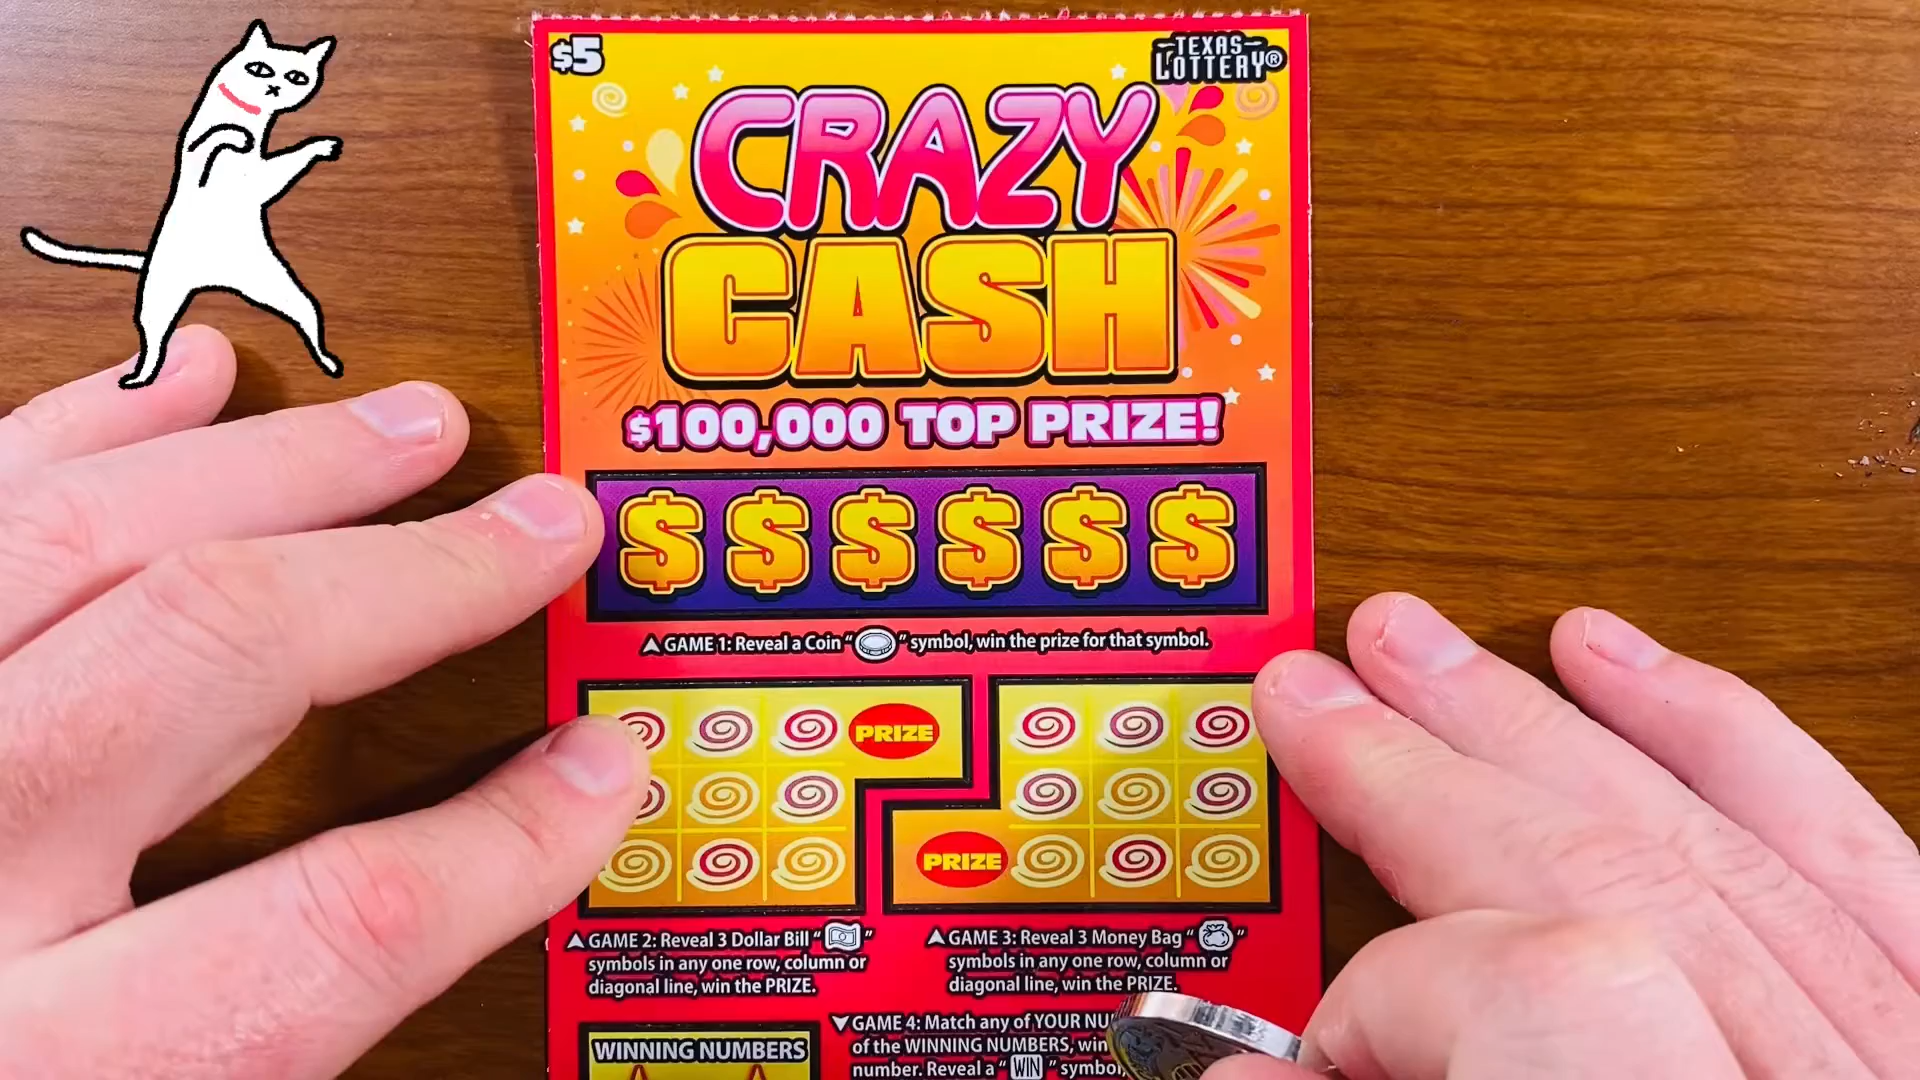 $5
TEXAS
LOTTERY®
CRAZY
CASH
$100,000 TOP PRIZE!
$ $ $ $ $ $
GAME 1: Reveal a Coin " " symbol, win the prize for that symbol.
PRIZE
PRIZE
GAME 2: Reveal 3 Dollar Bill " "
symbols in any one row, column or
diagonal line, win the PRIZE.
GAME 3: Reveal 3 Money Bag " "
symbols in any one row, column or
diagonal line, win the PRIZE.
WINNING NUMBERS
GAME 4: Match any of YOUR
of the WINNING NUMBERS, win
number. Reveal a "WIN" symbol,